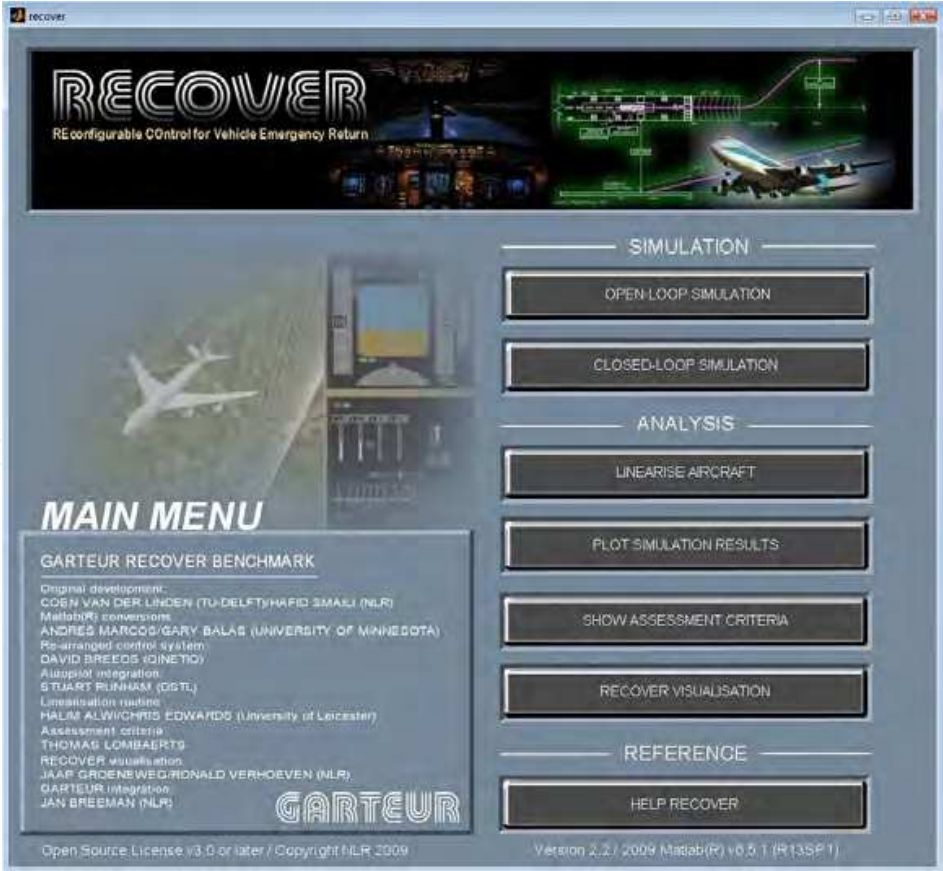 recover
RECOVER
REconfigurable COntrol for Vehicle Emergency Return
SIMULATION
OPEN-LOOP SIMULATION
CLOSED-LOOP SIMULATION
ANALYSIS
LINEARISE AIRCRAFT
PLOT SIMULATION RESULTS
SHOW ASSESSMENT CRITERIA
RECOVER VISUALISATION
REFERENCE
HELP RECOVER
MAIN MENU
GARTEUR RECOVER BENCHMARK
Original development:
COEN VAN DER LINDEN (TU-DELFT)/HAFID SMAILI (NLR)
Matlab(R) conversions
ANDRES MARCOS/GARY BALAS (UNIVERSITY OF MINNESOTA)
Re-arranged control system:
DAVID BREEDS (QINETIQ)
Autopilot integration:
STUART RUNHAM (DSTL)
Linearisation routine
HALIM ALWI/CHRIS EDWARDS (University of Leicester)
Assessment criteria
THOMAS LOMBAERTS
RECOVER visualisation:
JAAP GROENEWEG/RONALD VERHOEVEN (NLR)
GARTEUR integration:
JAN BREEMAN (NLR)
GARTEUR
Open Source License v3.0 or later / Copyright NLR 2009
Version 2.2 / 2009 Matlab(R) v6.5.1 (R13SP1)